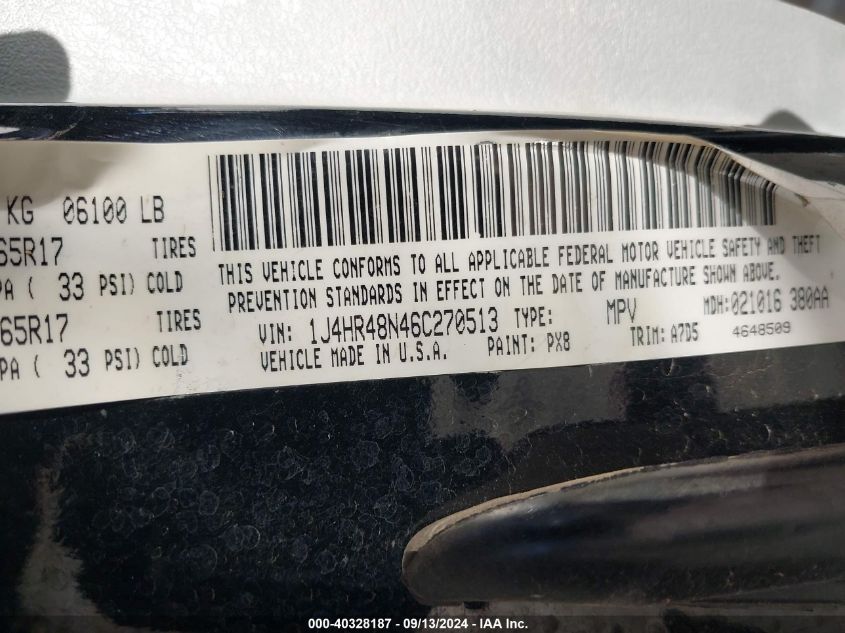 KG 06100 LB
65R17 TIRES
PA ( 33 PSI) COLD
65R17 TIRES
PA ( 33 PSI) COLD
THIS VEHICLE CONFORMS TO ALL APPLICABLE FEDERAL MOTOR VEHICLE SAFETY AND THEFT
PREVENTION STANDARDS IN EFFECT ON THE DATE OF MANUFACTURE SHOWN ABOVE.
VIN: 1J4HR48N46C270513 TYPE: MPV MDH:021016 380AA
VEHICLE MADE IN U.S.A. PAINT: PX8 TRIM: A7D5 4648509
000-40328187 - 09/13/2024 - IAA Inc.